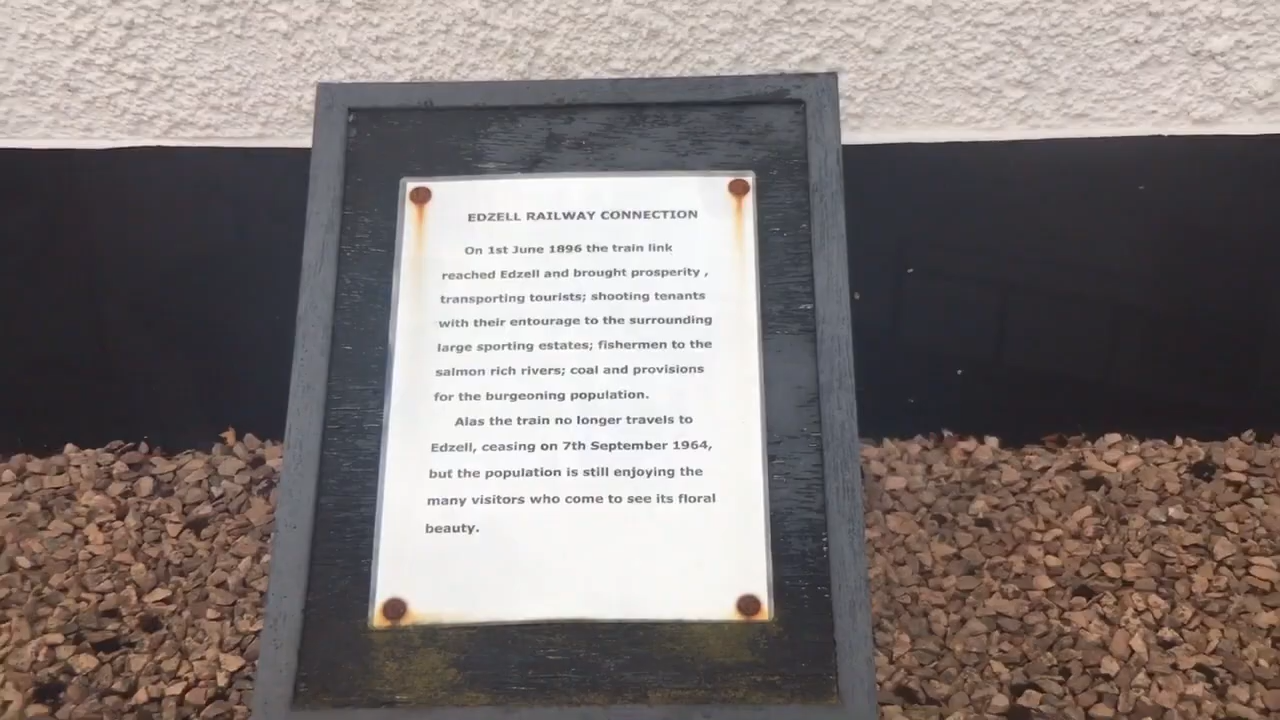 EDZELL RAILWAY CONNECTION
On 1st June 1896 the train link
reached Edzell and brought prosperity ,
transporting tourists; shooting tenants
with their entourage to the surrounding
large sporting estates; fishermen to the
salmon rich rivers; coal and provisions
for the burgeoning population.
Alas the train no longer travels to
Edzell, ceasing on 7th September 1964,
but the population is still enjoying the
many visitors who come to see its floral
beauty.